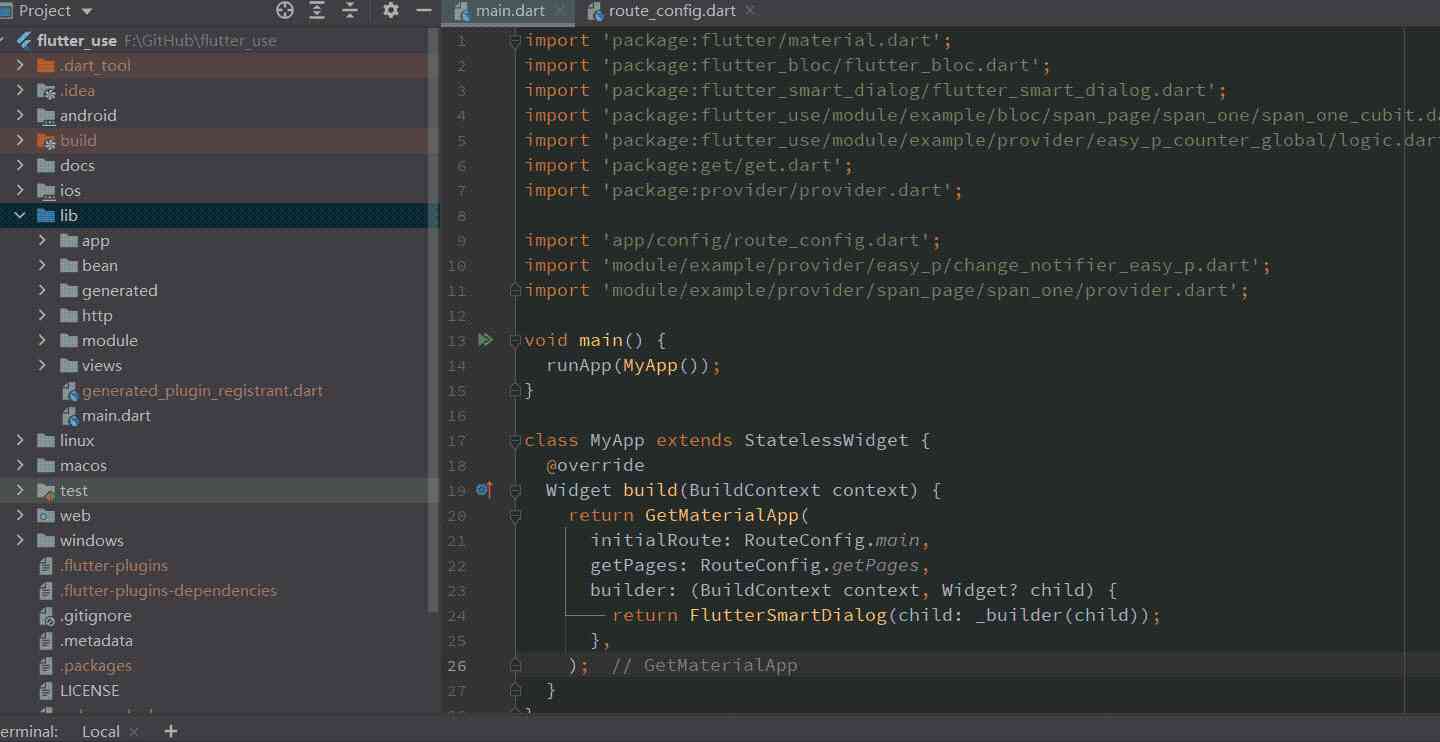 Project
flutter_use F:\GitHub\flutter_use
.dart_tool
.idea
android
build
docs
ios
lib
app
bean
generated
http
module
views
generated_plugin_registrant.dart
main.dart
linux
macos
test
web
windows
.flutter-plugins
.flutter-plugins-dependencies
.gitignore
.metadata
.packages
LICENSE
main.dart
route_config.dart
1 import 'package:flutter/material.dart';
2 import 'package:flutter_bloc/flutter_bloc.dart';
3 import 'package:flutter_smart_dialog/flutter_smart_dialog.dart';
4 import 'package:flutter_use/module/example/bloc/span_page/span_one/span_one_cubit.da
5 import 'package:flutter_use/module/example/provider/easy_p_counter_global/logic.dart
6 import 'package:get/get.dart';
7 import 'package:provider/provider.dart';
8
9 import 'app/config/route_config.dart';
10 import 'module/example/provider/easy_p/change_notifier_easy_p.dart';
11 import 'module/example/provider/span_page/span_one/provider.dart';
12
13 void main() {
14 runApp(MyApp());
15 }
16
17 class MyApp extends StatelessWidget {
18 @override
19 Widget build(BuildContext context) {
20 return GetMaterialApp(
21 initialRoute: RouteConfig.main,
22 getPages: RouteConfig.getPages,
23 builder: (BuildContext context, Widget? child) {
24 return FlutterSmartDialog(child: _builder(child));
25 },
26 ); // GetMaterialApp
27 }
erminal: Local